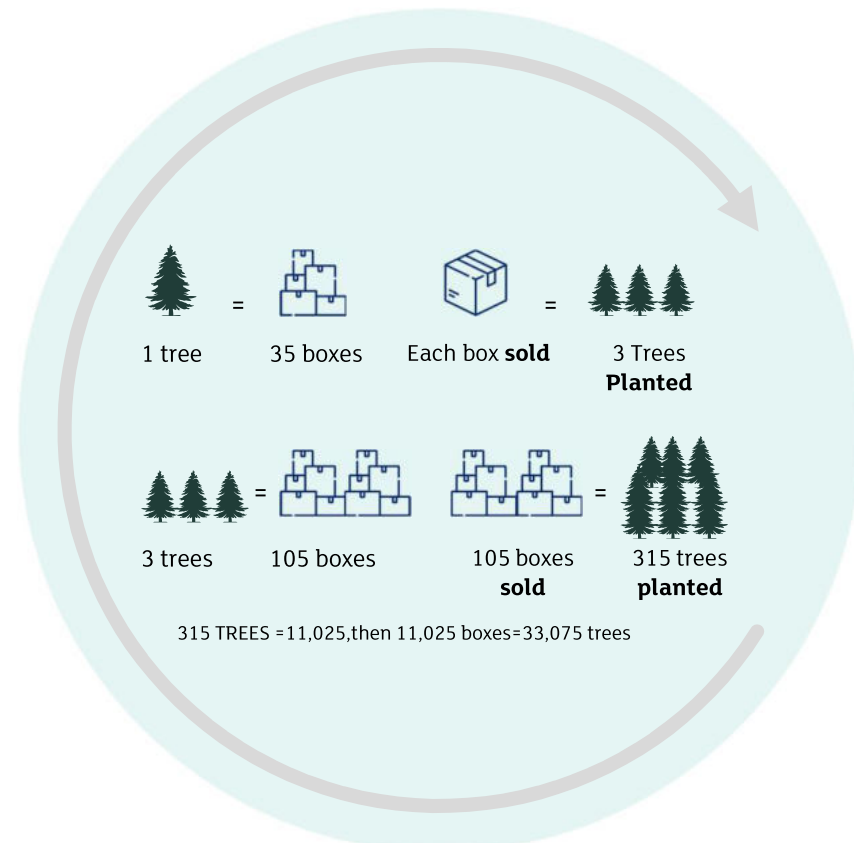 =
=
1 tree
35 boxes
Each box sold
3 Trees
Planted
=
=
3 trees
105 boxes
105 boxes
sold
315 trees
planted
315 TREES =11,025,then 11,025 boxes=33,075 trees